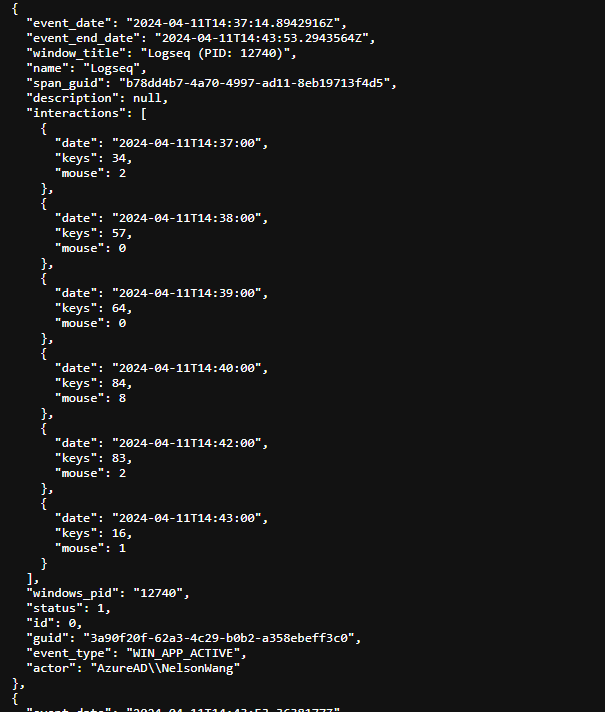 {
"event_date": "2024-04-11T14:37:14.8942916Z",
"event_end_date": "2024-04-11T14:43:53.2943564Z",
"window_title": "Logseq (PID: 12740)",
"name": "Logseq",
"span_guid": "b78dd4b7-4a70-4997-ad11-8eb19713f4d5",
"description": null,
"interactions": [
{
"date": "2024-04-11T14:37:00",
"keys": 34,
"mouse": 2
},
{
"date": "2024-04-11T14:38:00",
"keys": 57,
"mouse": 0
},
{
"date": "2024-04-11T14:39:00",
"keys": 64,
"mouse": 0
},
{
"date": "2024-04-11T14:40:00",
"keys": 84,
"mouse": 8
},
{
"date": "2024-04-11T14:42:00",
"keys": 83,
"mouse": 2
},
{
"date": "2024-04-11T14:43:00",
"keys": 16,
"mouse": 1
}
],
"windows_pid": "12740",
"status": 1,
"id": 0,
"guid": "3a90f20f-62a3-4c29-b0b2-a358ebeff3c0",
"event_type": "WIN_APP_ACTIVE",
"actor": "AzureAD\\NelsonWang"
},
{